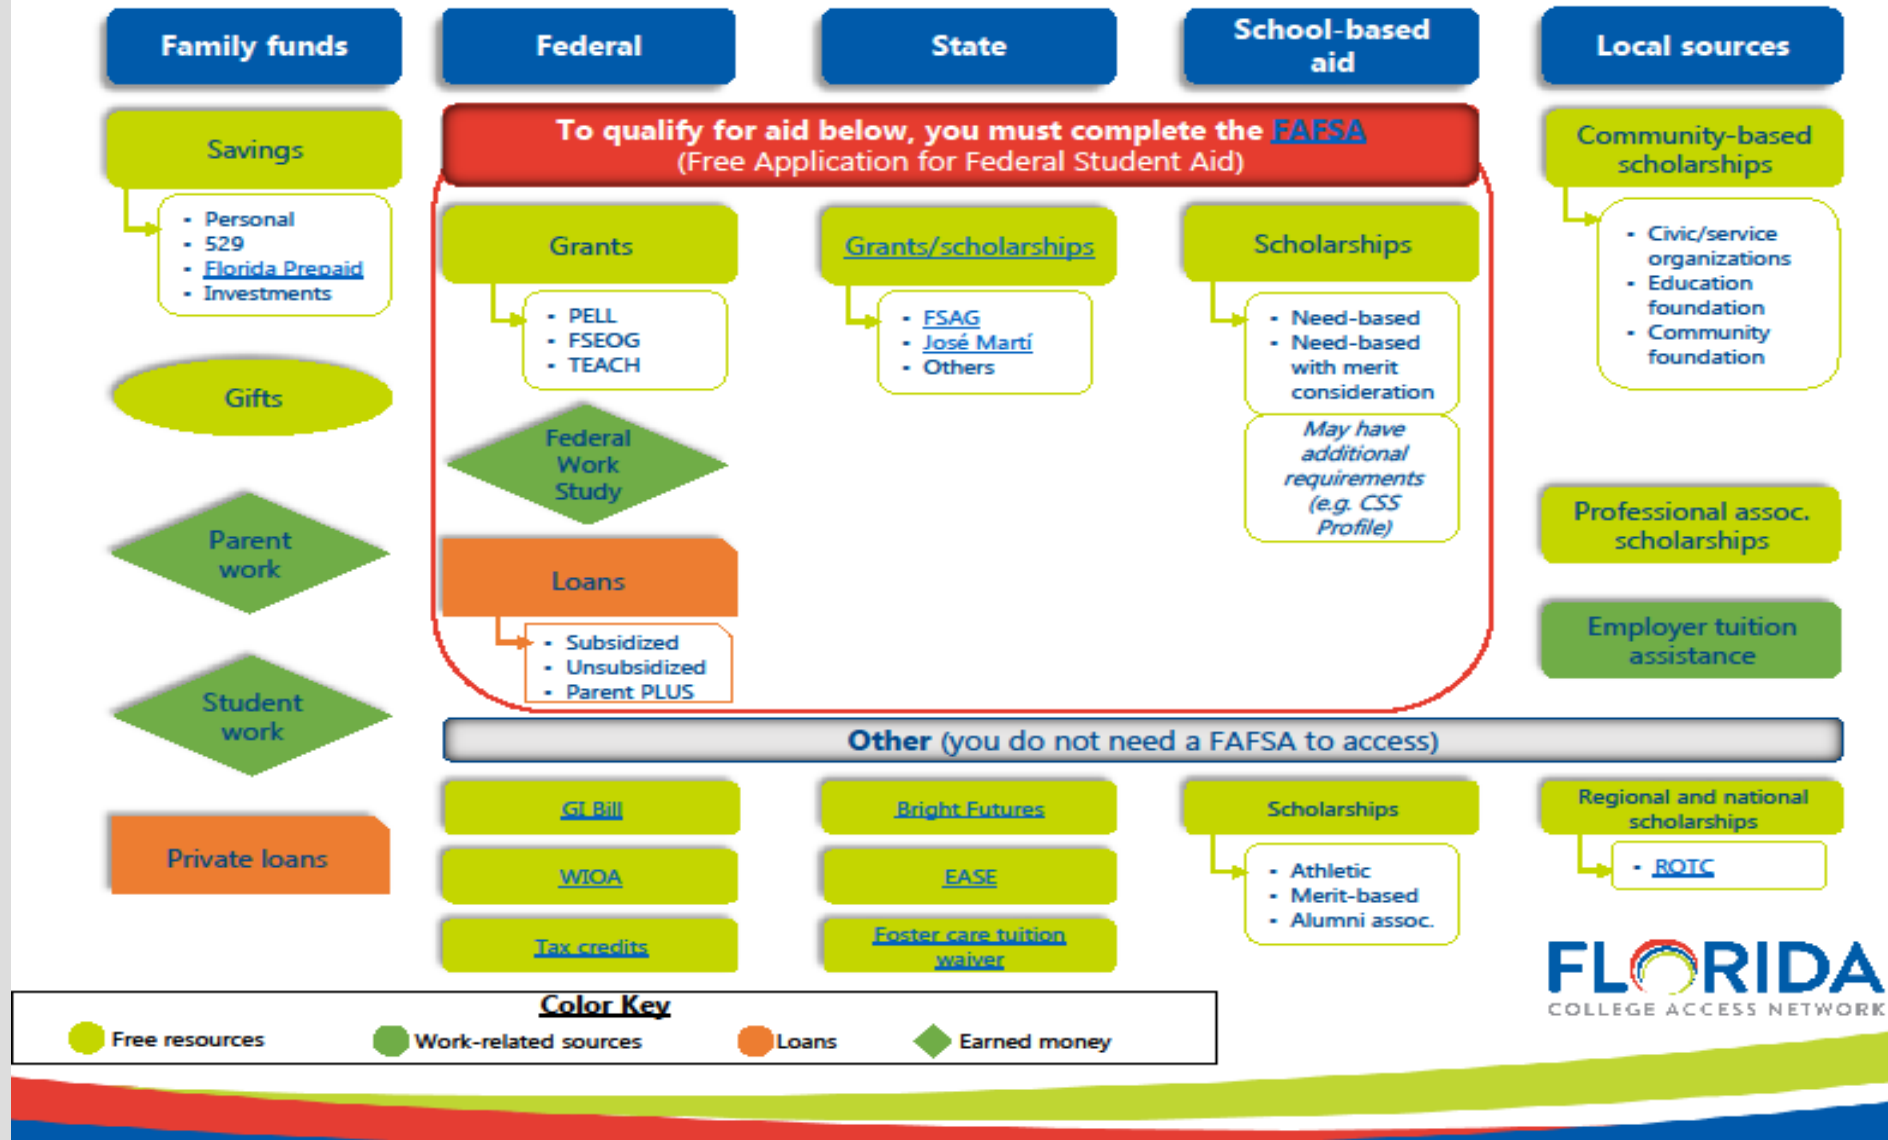 Family funds
Federal
State
School-based
aid
Local sources
To qualify for aid below, you must complete the FAFSA
(Free Application for Federal Student Aid)
Savings
• Personal
• 529
• Florida Prepaid
• Investments
Gifts
Parent
work
Student
work
Private loans
Grants
• PELL
• FSEOG
• TEACH
Federal
Work
Study
Loans
• Subsidized
• Unsubsidized
• Parent PLUS
Grants/scholarships
• FSAG
• José Martí
• Others
Scholarships
• Need-based
• Need-based
with merit
consideration
May have
additional
requirements
(e.g. CSS
Profile)
Community-based
scholarships
• Civic/service
organizations
• Education
foundation
• Community
foundation
Professional assoc.
scholarships
Employer tuition
assistance
Other (you do not need a FAFSA to access)
GI Bill
WIOA
Tax credits
Bright Futures
EASE
Foster care tuition
waiver
Scholarships
• Athletic
• Merit-based
• Alumni assoc.
Regional and national
scholarships
• ROTC
FLORIDA
COLLEGE ACCESS NETWORK
Color Key
Free resources
Work-related sources
Loans
Earned money